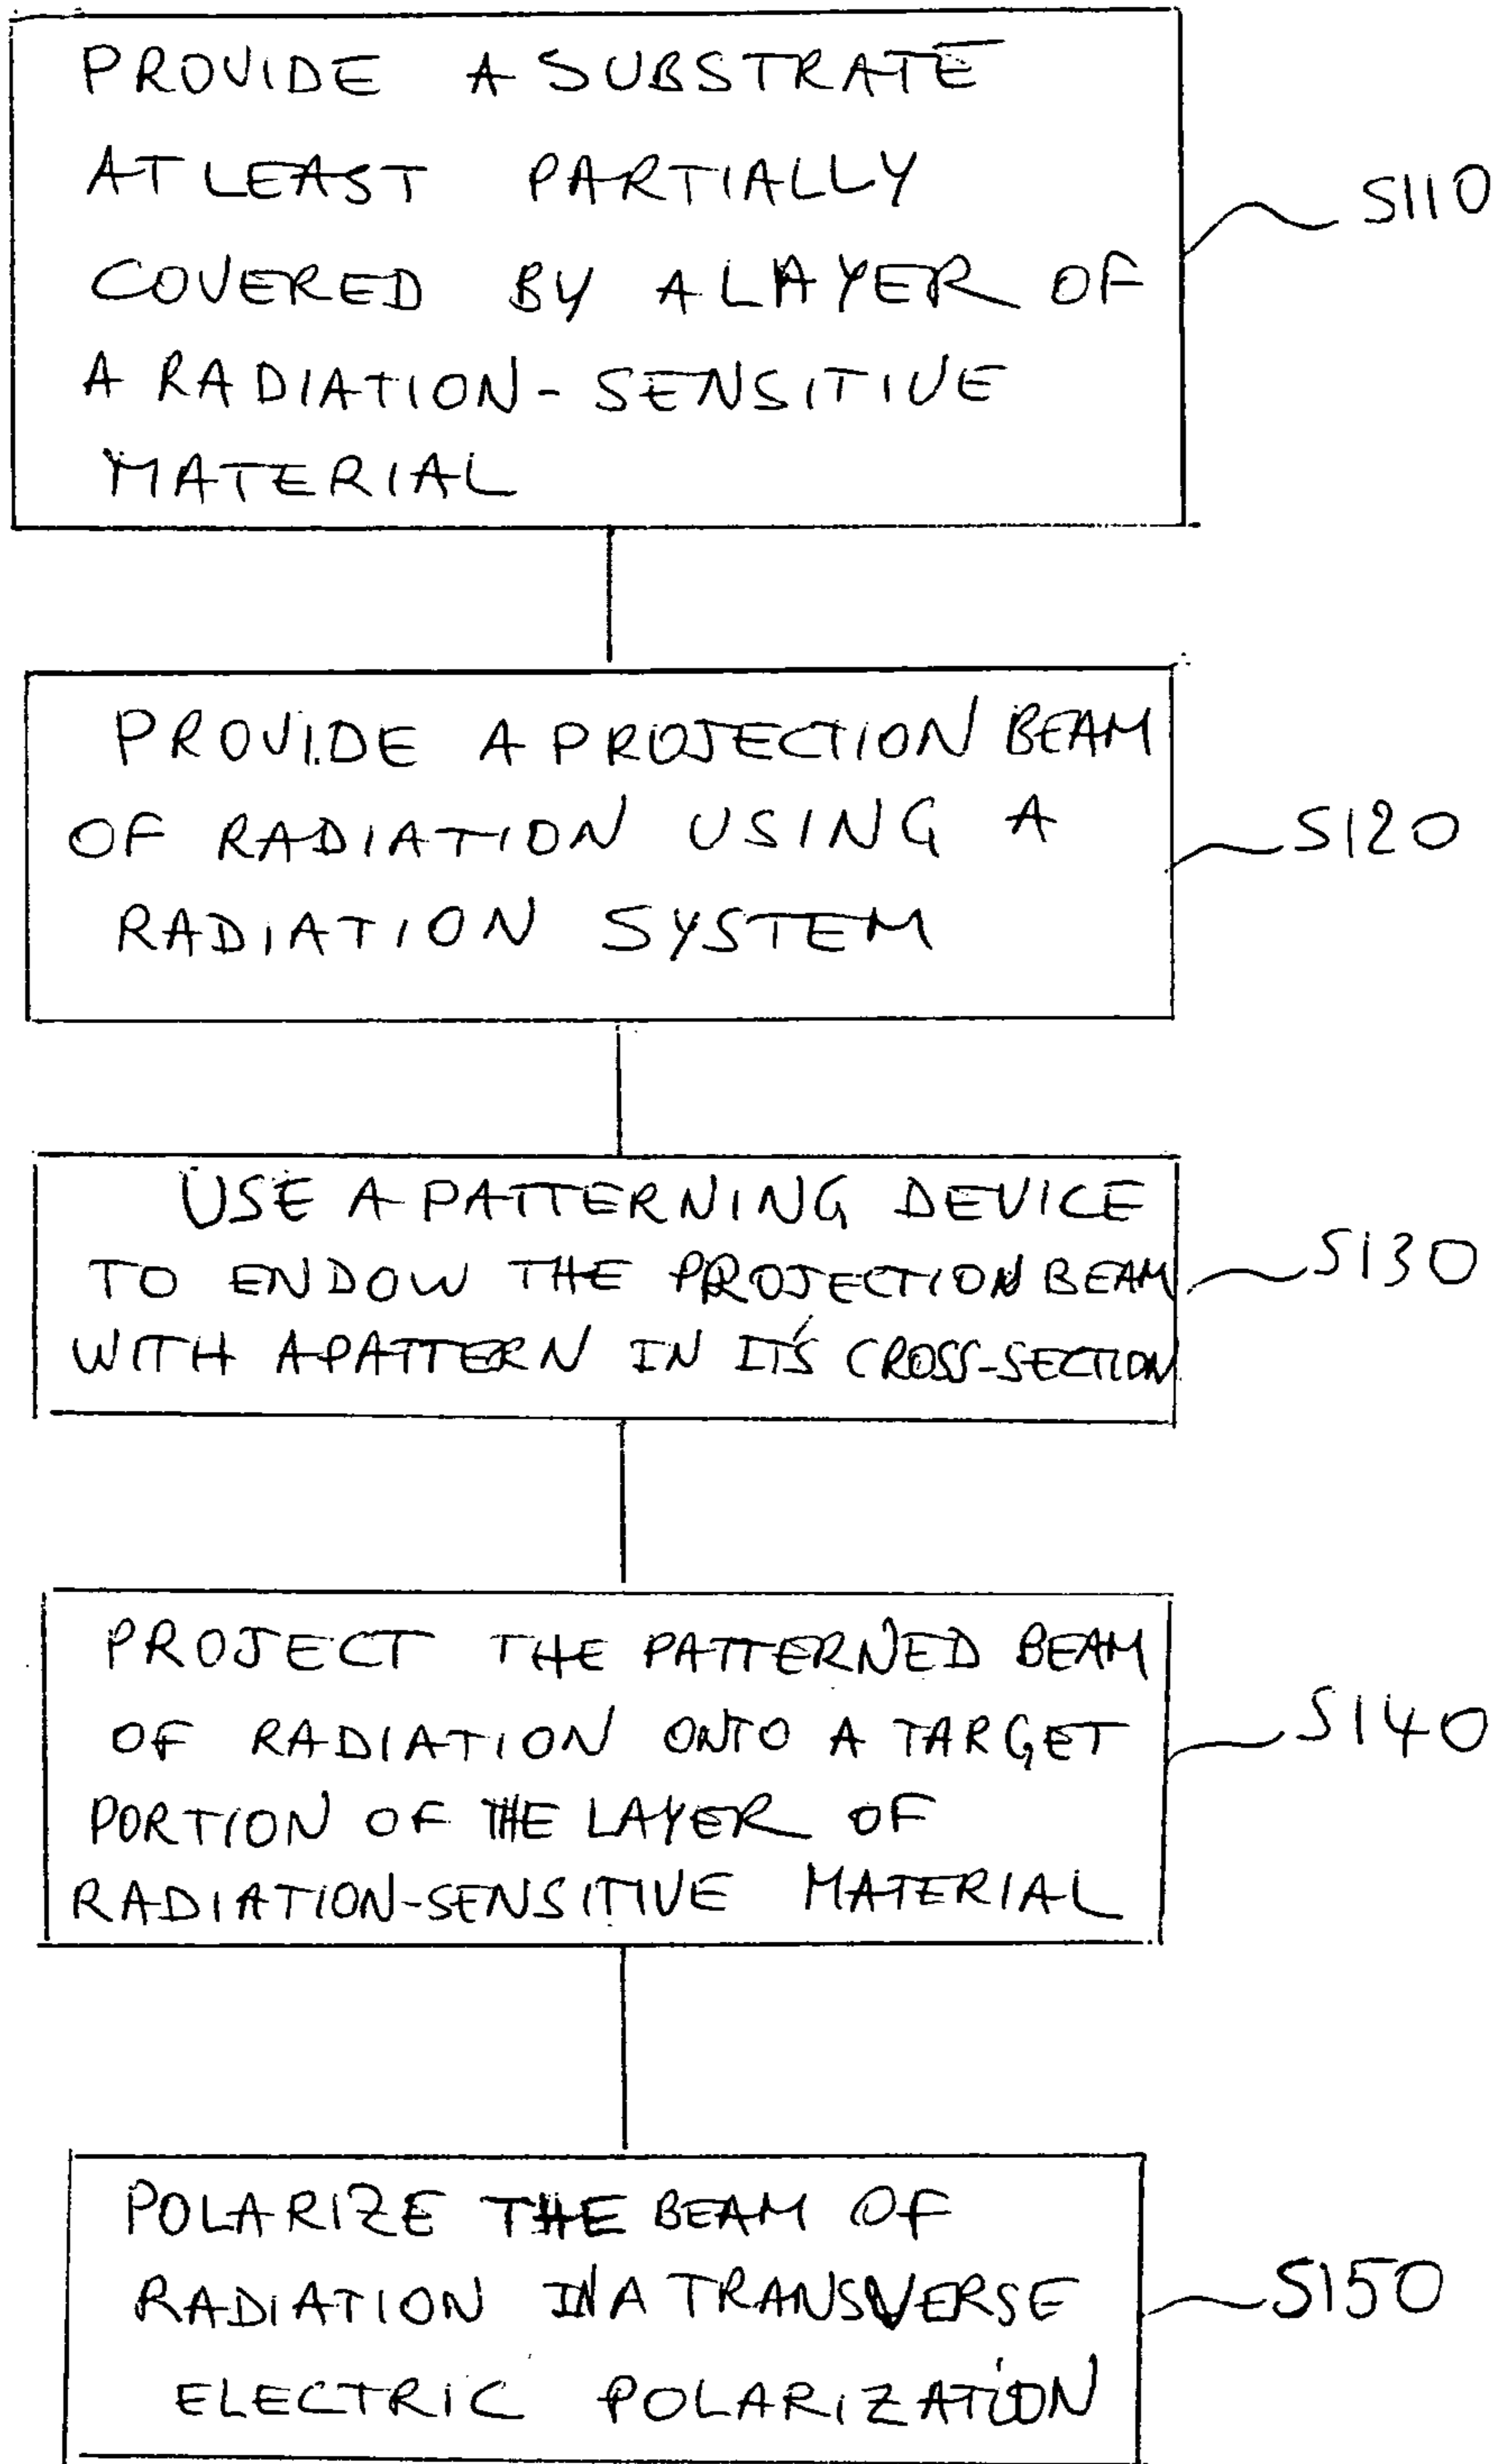 PROVIDE A SUBSTRATE
AT LEAST PARTIALLY
COVERED BY A LAYER OF
A RADIATION-SENSITIVE
MATERIAL
S110
PROVIDE A PROJECTION BEAM
OF RADIATION USING A
RADIATION SYSTEM
S120
USE A PATTERNING DEVICE
TO ENDOW THE PROJECTION BEAM
WITH A PATTERN IN IT'S CROSS-SECTION
S130
PROJECT THE PATTERNED BEAM
OF RADIATION ONTO A TARGET
PORTION OF THE LAYER OF
RADIATION-SENSITIVE MATERIAL
S140
POLARIZE THE BEAM OF
RADIATION IN A TRANSVERSE
ELECTRIC POLARIZATION
S150